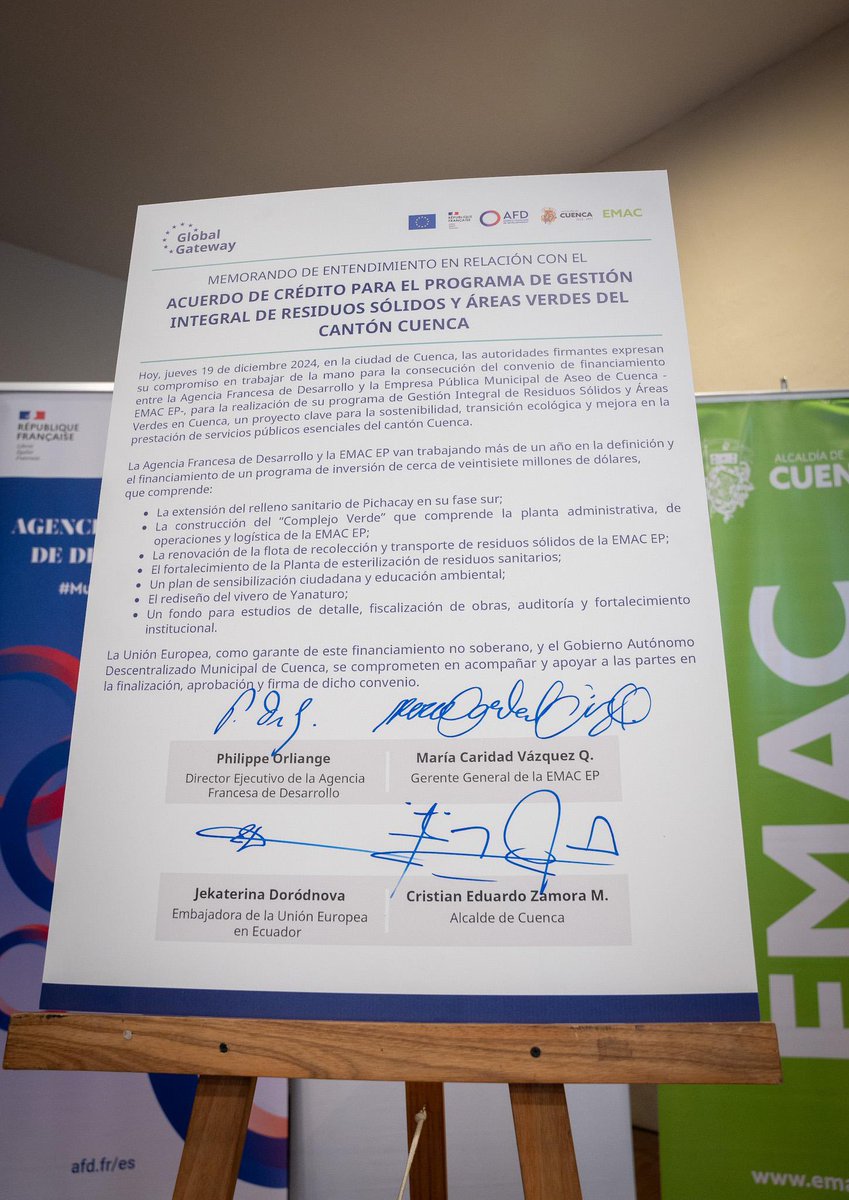 Global
Gateway
RÉPUBLIQUE
FRANÇAISE
AFD
CUENCA
EMAC
MEMORANDO DE ENTENDIMIENTO EN RELACIÓN CON EL
ACUERDO DE CRÉDITO PARA EL PROGRAMA DE GESTIÓN
INTEGRAL DE RESIDUOS SÓLIDOS Y ÁREAS VERDES DEL
CANTÓN CUENCA
Hoy, jueves 19 de diciembre 2024, en la ciudad de Cuenca, las autoridades firmantes expresan
su compromiso en trabajar de la mano para la consecución del convenio de financiamiento
entre la Agencia Francesa de Desarrollo y la Empresa Pública Municipal de Aseo de Cuenca -
EMAC EP-, para la realización de su programa de Gestión Integral de Residuos Sólidos y Áreas
Verdes en Cuenca, un proyecto clave para la sostenibilidad, transición ecológica y mejora en la
prestación de servicios públicos esenciales del cantón Cuenca.
La Agencia Francesa de Desarrollo y la EMAC EP van trabajando más de un año en la definición y
el financiamiento de un programa de inversión de cerca de veintisiete millones de dólares,
que comprende:
• La extensión del relleno sanitario de Pichacay en su fase sur;
• La construcción del “Complejo Verde” que comprende la planta administrativa, de
operaciones y logística de la EMAC EP;
• La renovación de la flota de recolección y transporte de residuos sólidos de la EMAC EP;
• El fortalecimiento de la Planta de esterilización de residuos sanitarios;
• Un plan de sensibilización ciudadana y educación ambiental;
• El rediseño del vivero de Yanaturo;
• Un fondo para estudios de detalle, fiscalización de obras, auditoría y fortalecimiento
institucional.
La Unión Europea, como garante de este financiamiento no soberano, y el Gobierno Autónomo
Descentralizado Municipal de Cuenca, se comprometen en acompañar y apoyar a las partes en
la finalización, aprobación y firma de dicho convenio.
Philippe Orliange
Director Ejecutivo de la Agencia
Francesa de Desarrollo
María Caridad Vázquez Q.
Gerente General de la EMAC EP
Jekaterina Doródnova
Embajadora de la Unión Europea
en Ecuador
Cristian Eduardo Zamora M.
Alcalde de Cuenca
RÉPUBLIQUE
FRANÇAISE
AGENC
DE D
#Mu
afd.fr/es
ALCALDÍA DE
CUEN
EMAC
www.ema